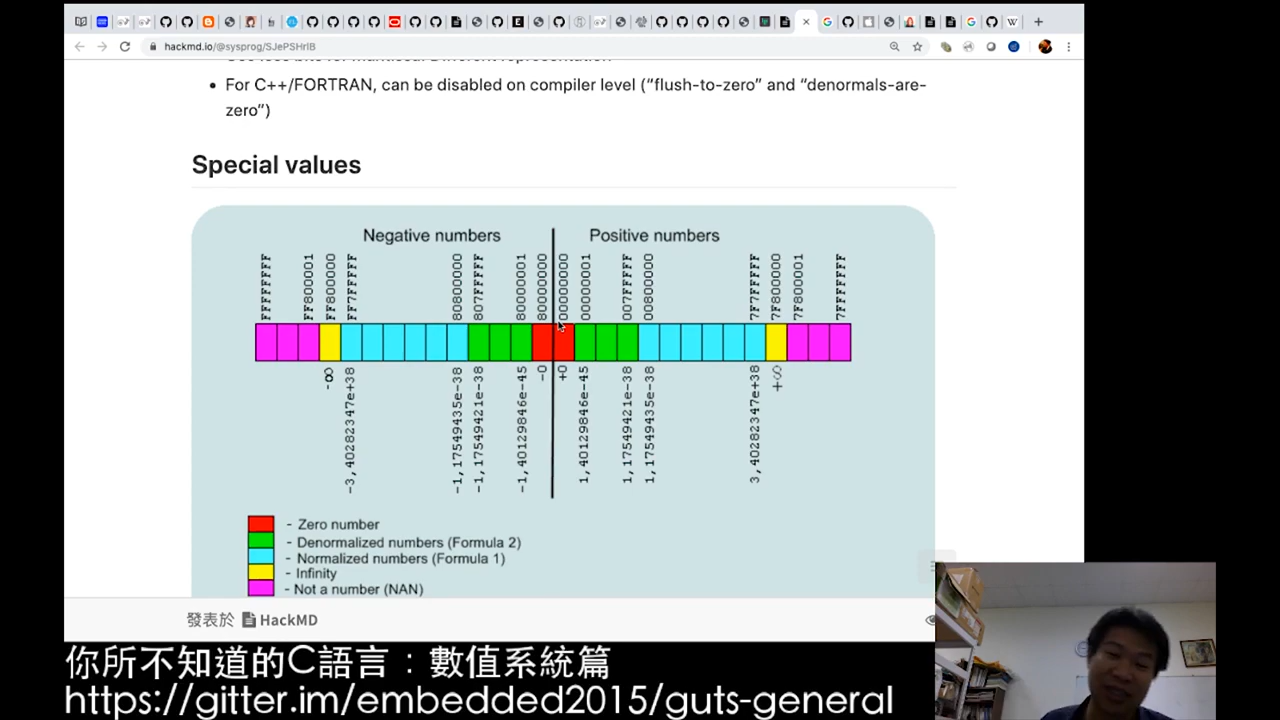 hackmd.io/@sysprog/SJePSHrlB
For C++/FORTRAN, can be disabled on compiler level (“flush-to-zero” and “denormals-are-
zero”)
Special values
Negative numbers
Positive numbers
FFFFFFFF
FF800001
FF800000
FF7FFFFF
80800000
807FFFFF
80000001
80000000
00000000
00000001
007FFFFF
00800000
7F7FFFFF
7F800000
7F800001
7FFFFFFF
-∞
-3,40282347e+38
-1,17549435e-38
-1,17549421e-38
-1,40129846e-45
-0
+0
1,40129846e-45
1,17549421e-38
1,17549435e-38
3,40282347e+38
+∞
- Zero number
- Denormalized numbers (Formula 2)
- Normalized numbers (Formula 1)
- Infinity
- Not a number (NAN)
發表於 HackMD
你所不知道的C語言：數值系統篇
https://gitter.im/embedded2015/guts-general